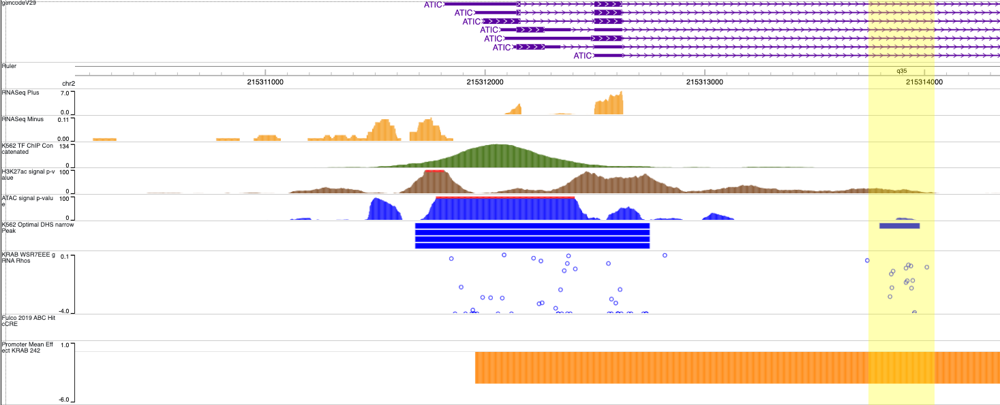 gencodeV29
ATIC
ATIC
ATIC
ATIC
ATIC
ATIC
ATIC
Ruler
q35
chr2
215311000 215312000 215313000 215314000
RNASeq Plus
7.0
0.0
RNASeq Minus
0.11
0.00
K562 TF ChIP Con
catenated
134
0
H3K27ac signal p-v
alue
100
0
ATAC signal p-valu
e
100
0
K562 Optimal DHS narrow
Peak
KRAB WSR7EEE g
RNA Rhos
0.1
-4.0
Fulco 2019 ABC Hit
cCRE
Promoter Mean Eff
ect KRAB 242
1.0
-6.0